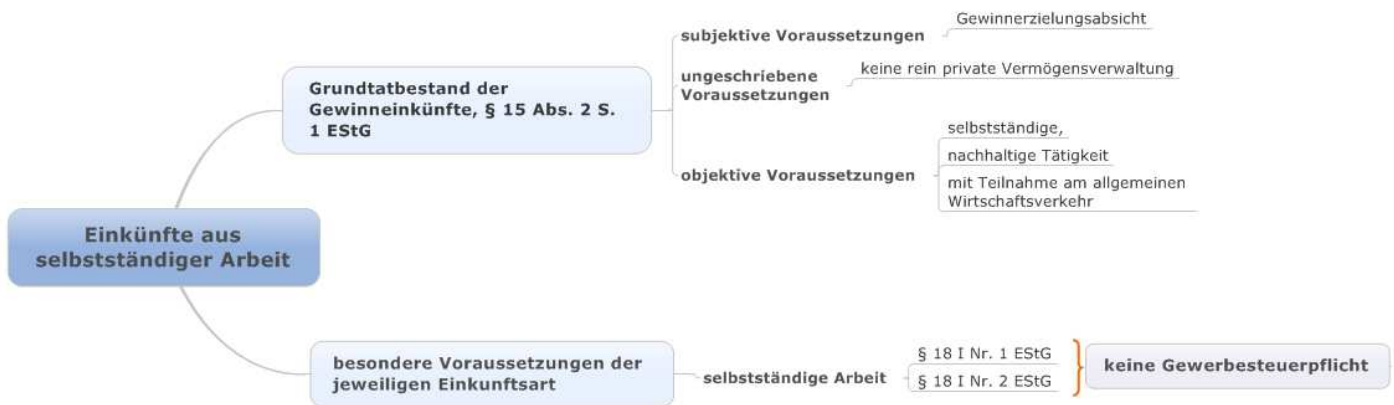 Einkünfte aus
selbstständiger Arbeit
Grundtatbestand der
Gewinneinkünfte, § 15 Abs. 2 S.
1 EStG
subjektive Voraussetzungen
Gewinnerzielungsabsicht
ungeschriebene
Voraussetzungen
keine rein private Vermögensverwaltung
objektive Voraussetzungen
selbstständige,
nachhaltige Tätigkeit
mit Teilnahme am allgemeinen
Wirtschaftsverkehr
besondere Voraussetzungen der
jeweiligen Einkunftsart
selbstständige Arbeit
§ 18 I Nr. 1 EStG
§ 18 I Nr. 2 EStG
keine Gewerbesteuerpflicht